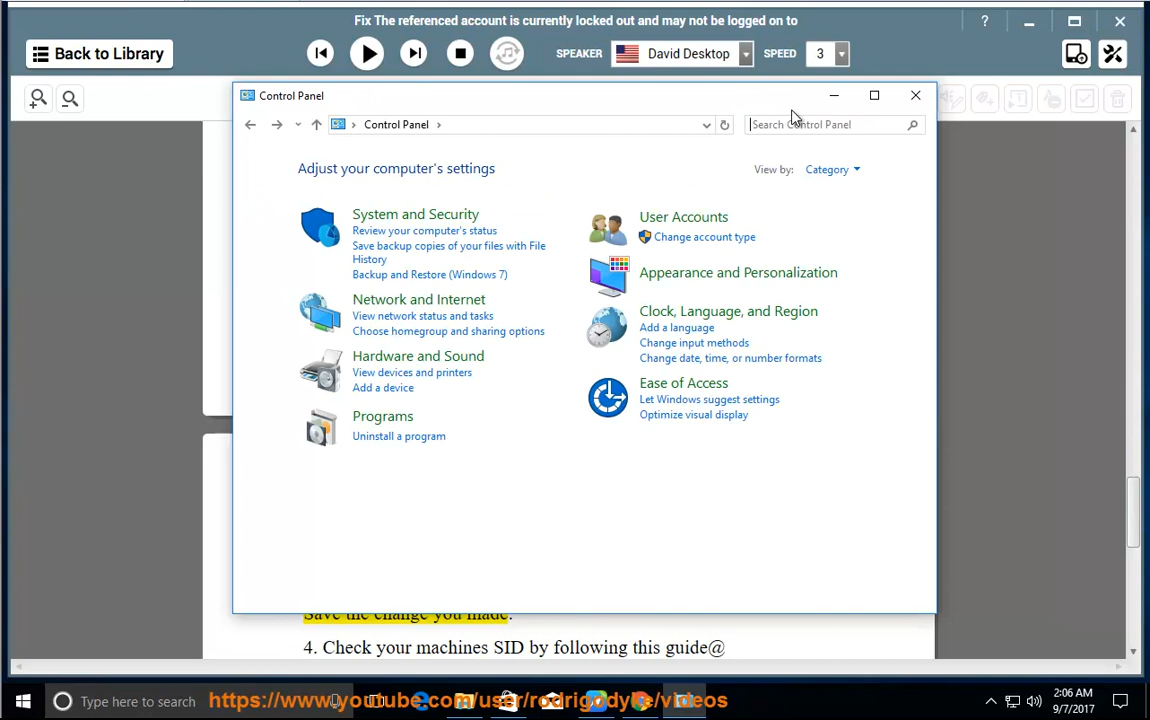 Fix The referenced account is currently locked out and may not be logged on to
Back to Library
SPEAKER
David Desktop
SPEED
3
?
Control Panel
Control Panel
Search Control Panel
Adjust your computer's settings
View by:
Category
System and Security
Review your computer's status
Save backup copies of your files with File
History
Backup and Restore (Windows 7)
Network and Internet
View network status and tasks
Choose homegroup and sharing options
Hardware and Sound
View devices and printers
Add a device
Programs
Uninstall a program
User Accounts
Change account type
Appearance and Personalization
Clock, Language, and Region
Add a language
Change input methods
Change date, time, or number formats
Ease of Access
Let Windows suggest settings
Optimize visual display
Save the change you made.
4. Check your machines SID by following this guide@
Type here to search
https://www.youtube.com/user/rodrigodyke/videos
2:06 AM
9/7/2017